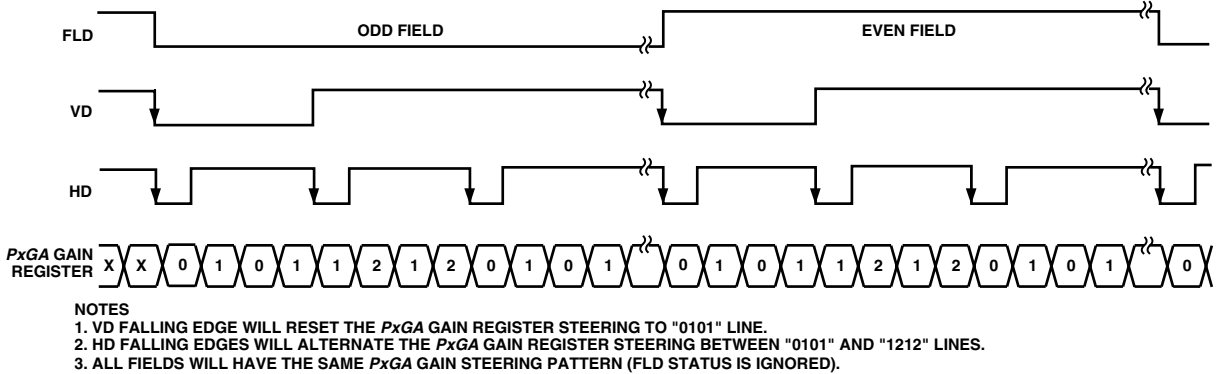 FLD
ODD FIELD
EVEN FIELD
VD
HD
PxGA GAIN
REGISTER
X X 0 1 0 1 1 2 1 2 0 1 0 1 0 1 0 1 1 2 1 2 0 1 0 1 0
NOTES
1. VD FALLING EDGE WILL RESET THE PxGA GAIN REGISTER STEERING TO "0101" LINE.
2. HD FALLING EDGES WILL ALTERNATE THE PxGA GAIN REGISTER STEERING BETWEEN "0101" AND "1212" LINES.
3. ALL FIELDS WILL HAVE THE SAME PxGA GAIN STEERING PATTERN (FLD STATUS IS IGNORED).